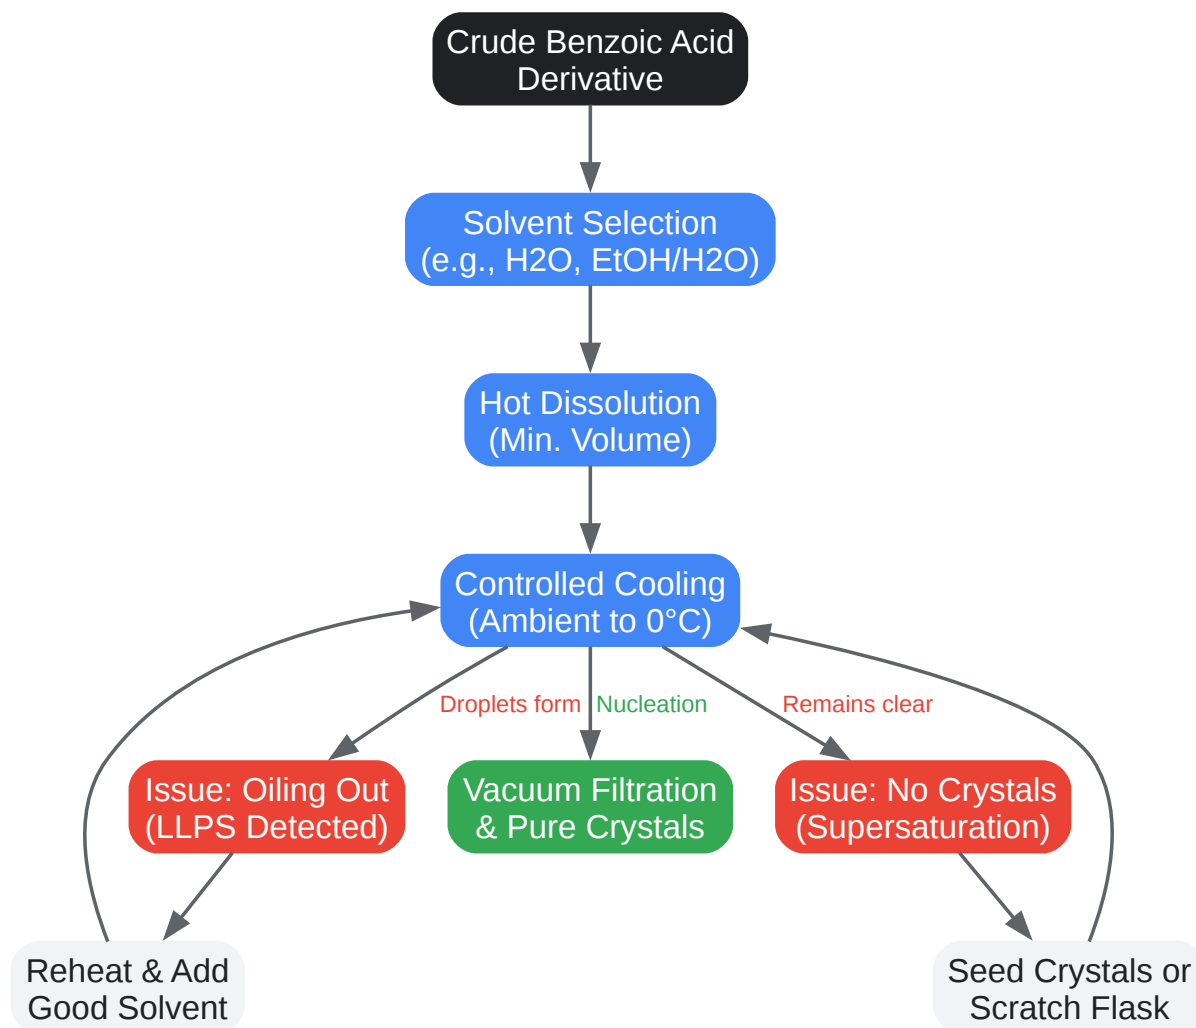 Crude Benzoic Acid
Derivative
Solvent Selection
(e.g., H2O, EtOH/H2O)
Hot Dissolution
(Min. Volume)
Controlled Cooling
(Ambient to 0°C)
Droplets form
Nucleation
Remains clear
Issue: Oiling Out
(LLPS Detected)
Vacuum Filtration
& Pure Crystals
Issue: No Crystals
(Supersaturation)
Reheat & Add
Good Solvent
Seed Crystals or
Scratch Flask